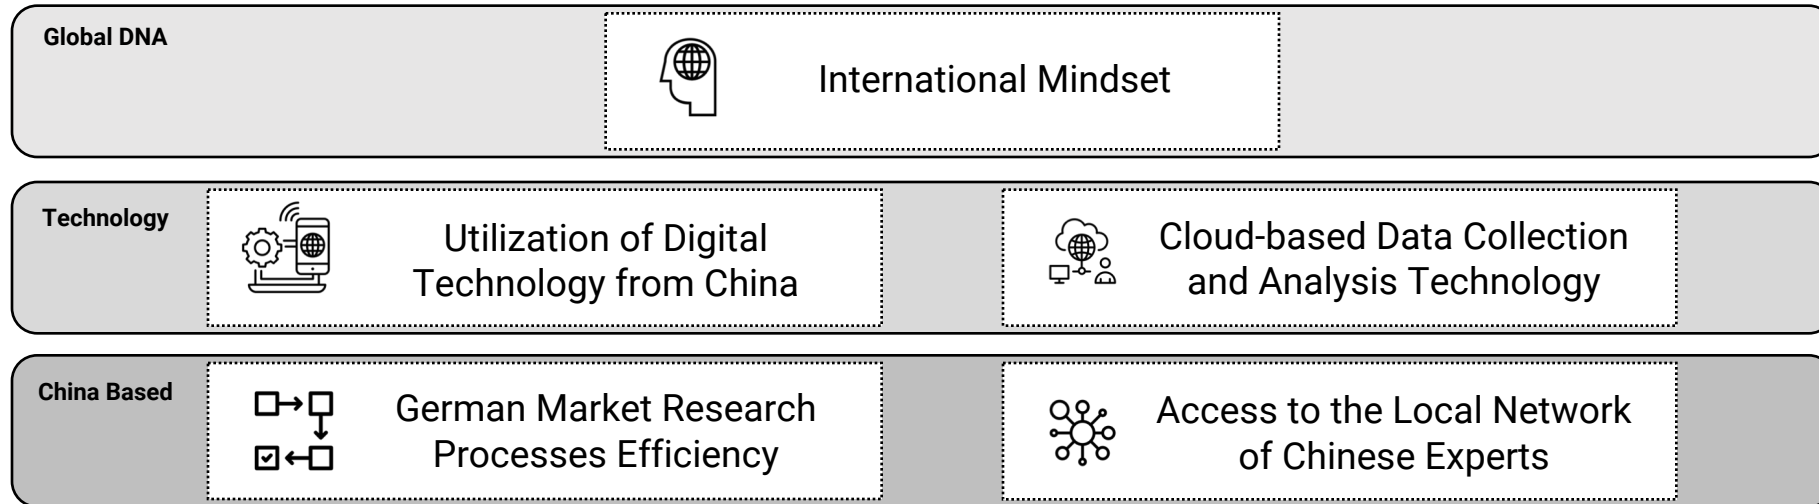 Global DNA
International Mindset
Technology
Utilization of Digital
Technology from China
Cloud-based Data Collection
and Analysis Technology
China Based
German Market Research
Processes Efficiency
Access to the Local Network
of Chinese Experts